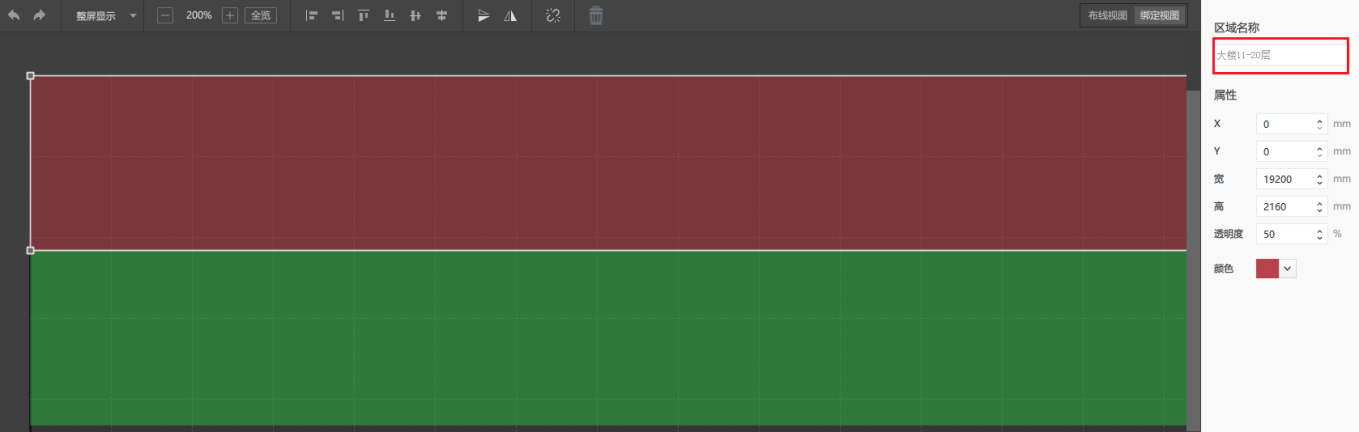 整屏显示 200% 全览 布线视图 绑定视图
区域名称
大楼11-20层
属性
X 0 mm
Y 0 mm
宽 19200 mm
高 2160 mm
透明度 50 %
颜色